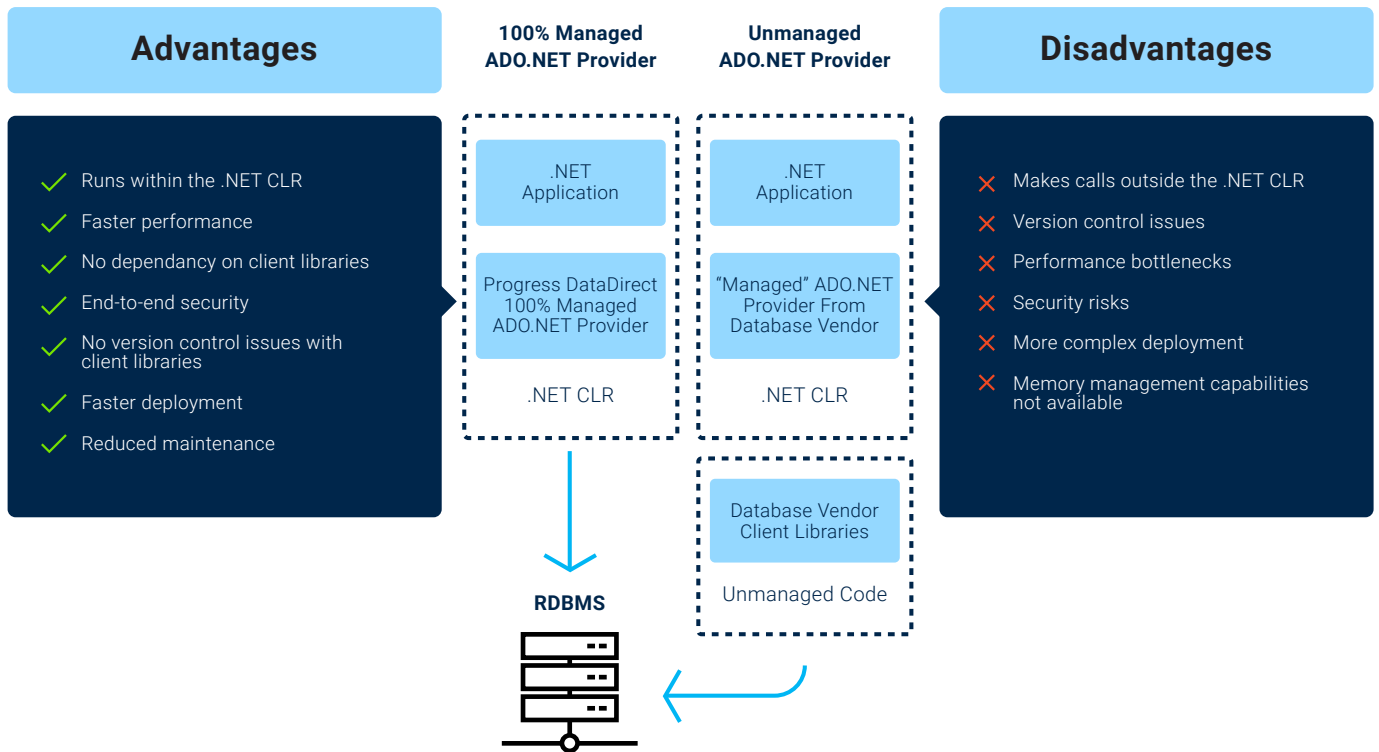 Advantages
Runs within the .NET CLR
Faster performance
No dependancy on client libraries
End-to-end security
No version control issues with
client libraries
Faster deployment
Reduced maintenance
100% Managed
ADO.NET Provider
.NET
Application
Progress DataDirect
100% Managed
ADO.NET Provider
.NET CLR
RDBMS
Unmanaged
ADO.NET Provider
.NET
Application
“Managed” ADO.NET
Provider From
Database Vendor
.NET CLR
Database Vendor
Client Libraries
Unmanaged Code
Disadvantages
Makes calls outside the .NET CLR
Version control issues
Performance bottlenecks
Security risks
More complex deployment
Memory management capabilities
not available